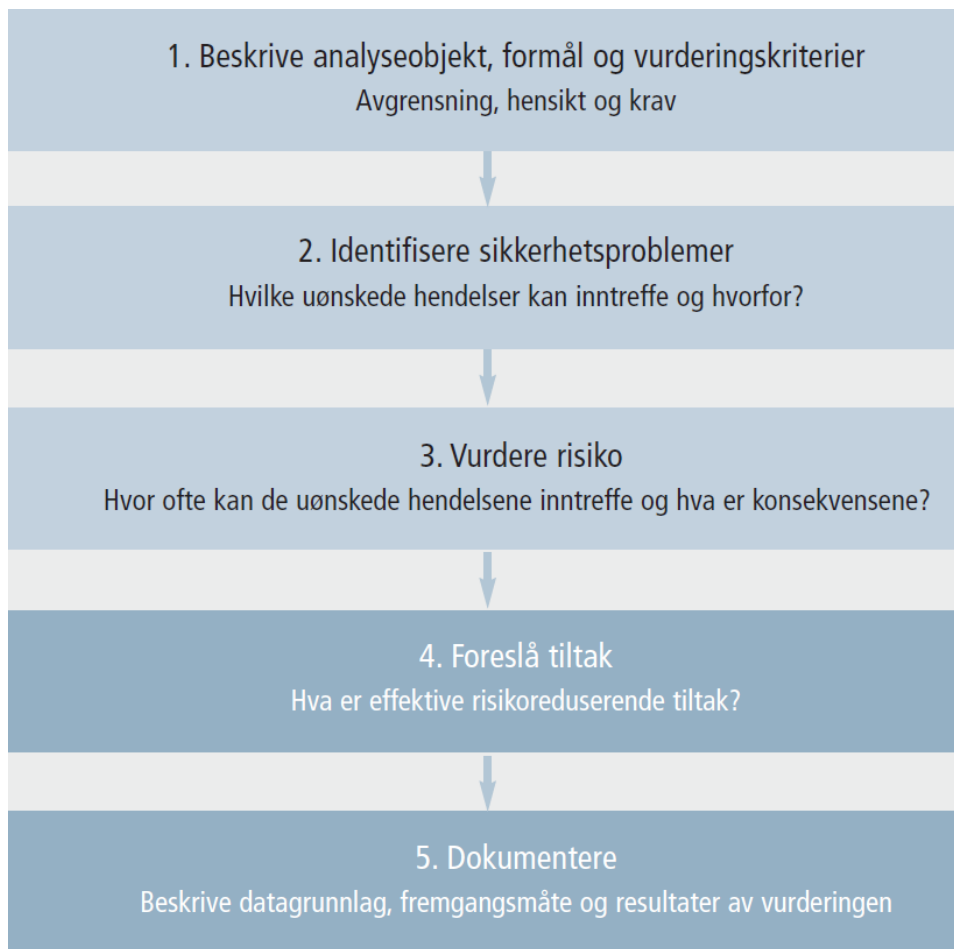 1. Beskrive analyseobjekt, formål og vurderingskriterier
Avgrensning, hensikt og krav
2. Identifisere sikkerhetsproblemer
Hvilke uønskede hendelser kan inntreffe og hvorfor?
3. Vurdere risiko
Hvor ofte kan de uønskede hendelsene inntreffe og hva er konsekvensene?
4. Foreslå tiltak
Hva er effektive risikoreduserende tiltak?
5. Dokumentere
Beskrive datagrunnlag, fremgangsmåte og resultater av vurderingen